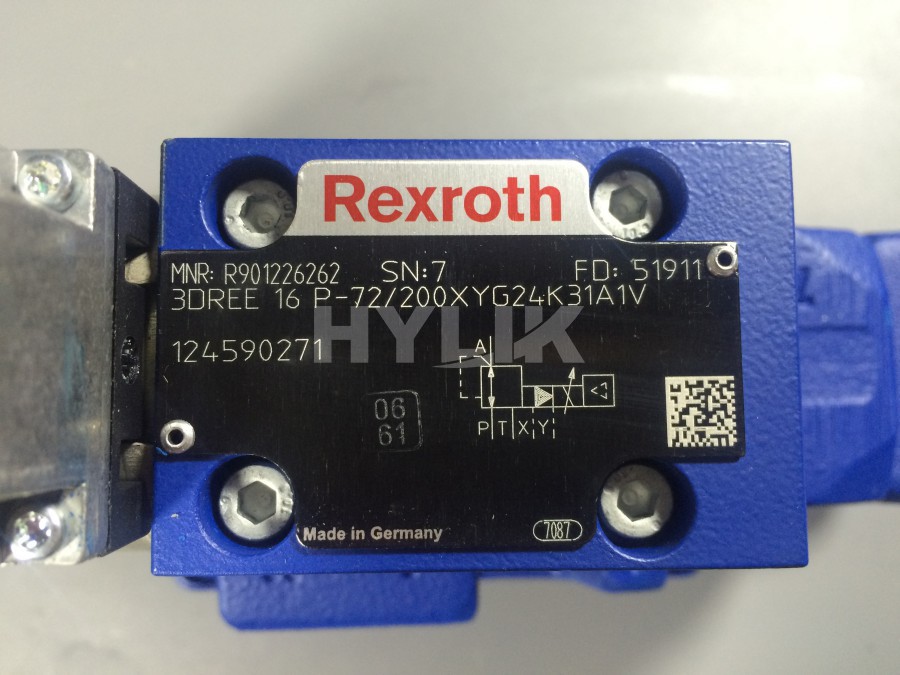 Rexroth
MNR: R901226262 SN:7 FD: 51911
3DREE 16 P-72/200XYG24K31A1V
HYLIK
124590271
A
06
61
P T X Y
Made in Germany
7087